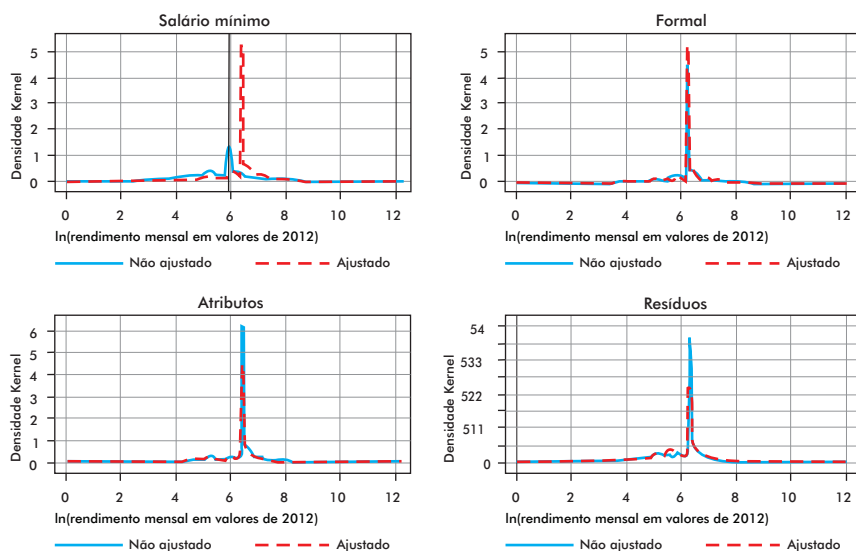 Salário mínimo
Densidade Kernel
5
4
3
2
1
0
0 2 4 6 8 10 12
ln(rendimento mensal em valores de 2012)
Não ajustado Ajustado
Formal
Densidade Kernel
5
4
3
2
1
0
0 2 4 6 8 10 12
ln(rendimento mensal em valores de 2012)
Não ajustado Ajustado
Atributos
Densidade Kernel
6
5
4
3
2
1
0
0 2 4 6 8 10 12
ln(rendimento mensal em valores de 2012)
Não ajustado Ajustado
Resíduos
Densidade Kernel
54
533
522
511
0
0 2 4 6 8 10 12
ln(rendimento mensal em valores de 2012)
Não ajustado Ajustado